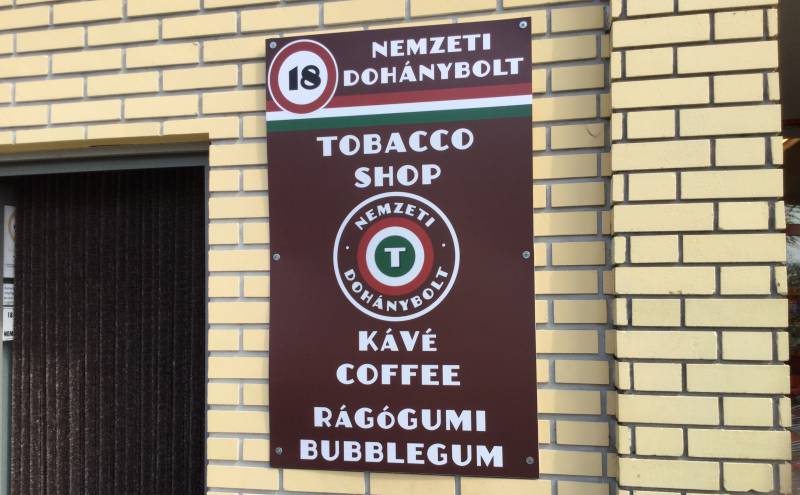 18
NEMZETI
DOHÁNYBOLT
TOBACCO
SHOP
NEMZETI
T
DOHÁNYBOLT
KÁVÉ
COFFEE
RÁGÓGUMI
BUBBLEGUM